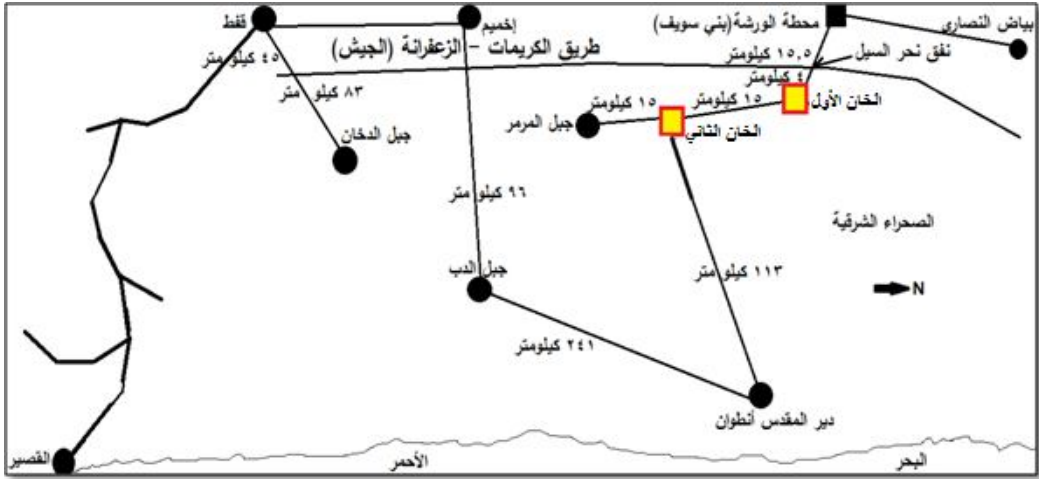 قفط
إخميم
محطة الورشة(بني سويف)
بياض النصارى
طريق الكريمات - الزعفرانة (الجيش)
نفق نحر السيل
١٥,٥ كيلومتر
٤ كيلومتر
٤٥ كيلو متر
٨٣ كيلو متر
١٥ كيلومتر
١٥ كيلومتر
الخان الأول
الخان الثاني
جبل المرمر
جبل الدخان
٩٦ كيلو متر
الصحراء الشرقية
جبل الدب
١١٣ كيلو متر
N
٢٤١ كيلومتر
دير المقدس أنطوان
القصير
الأحمر
البحر